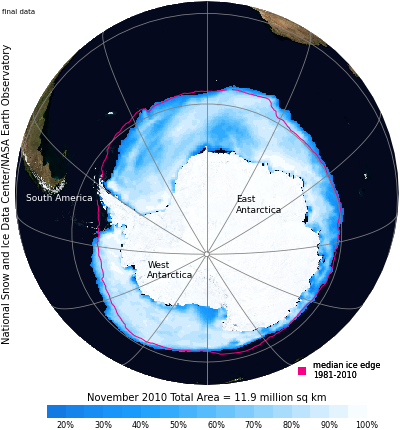 final data
National Snow and Ice Data Center/NASA Earth Observatory
South America
East
Antarctica
West
Antarctica
median ice edge
1981-2010
November 2010 Total Area = 11.9 million sq km
20% 30% 40% 50% 60% 70% 80% 90% 100%